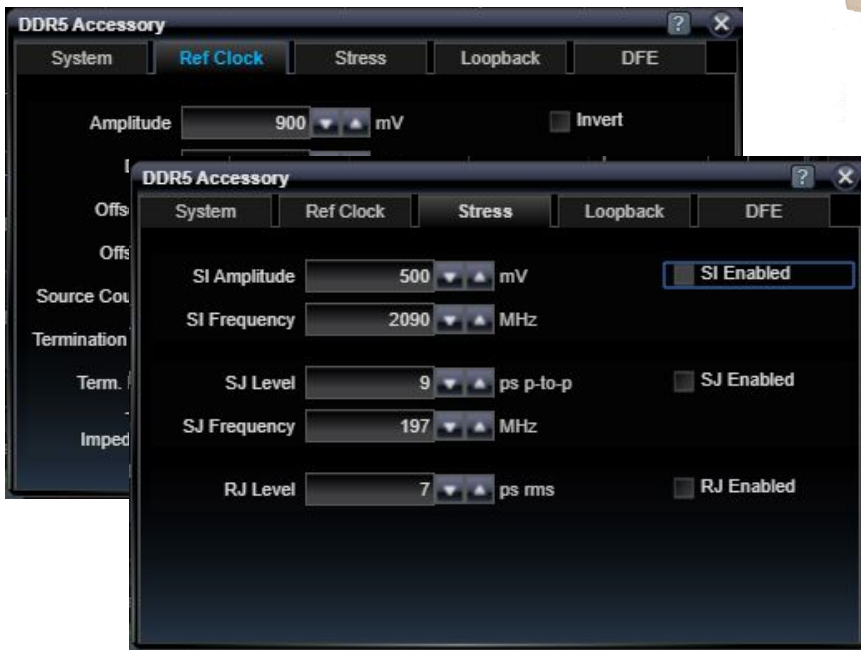 DDR5 Accessory ?
System Ref Clock Stress Loopback DFE
Amplitude 900 mV Invert
Offs
Offs
Source Cou
Termination
Term.
Imped
DDR5 Accessory ?
System Ref Clock Stress Loopback DFE
SI Amplitude 500 mV SI Enabled
SI Frequency 2090 MHz
SJ Level 9 ps p-to-p SJ Enabled
SJ Frequency 197 MHz
RJ Level 7 ps rms RJ Enabled